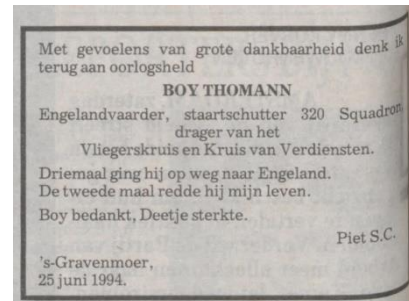 Met gevoelens van grote dankbaarheid denk ik
terug aan oorlogsheld
BOY THOMANN
Engelandvaarder, staartschutter 320 Squadron,
drager van het
Vliegerskruis en Kruis van Verdiensten.
Driemaal ging hij op weg naar Engeland.
De tweede maal redde hij mijn leven.
Boy bedankt, Deetje sterkte.
Piet S.C.
's-Gravenmoer,
25 juni 1994.